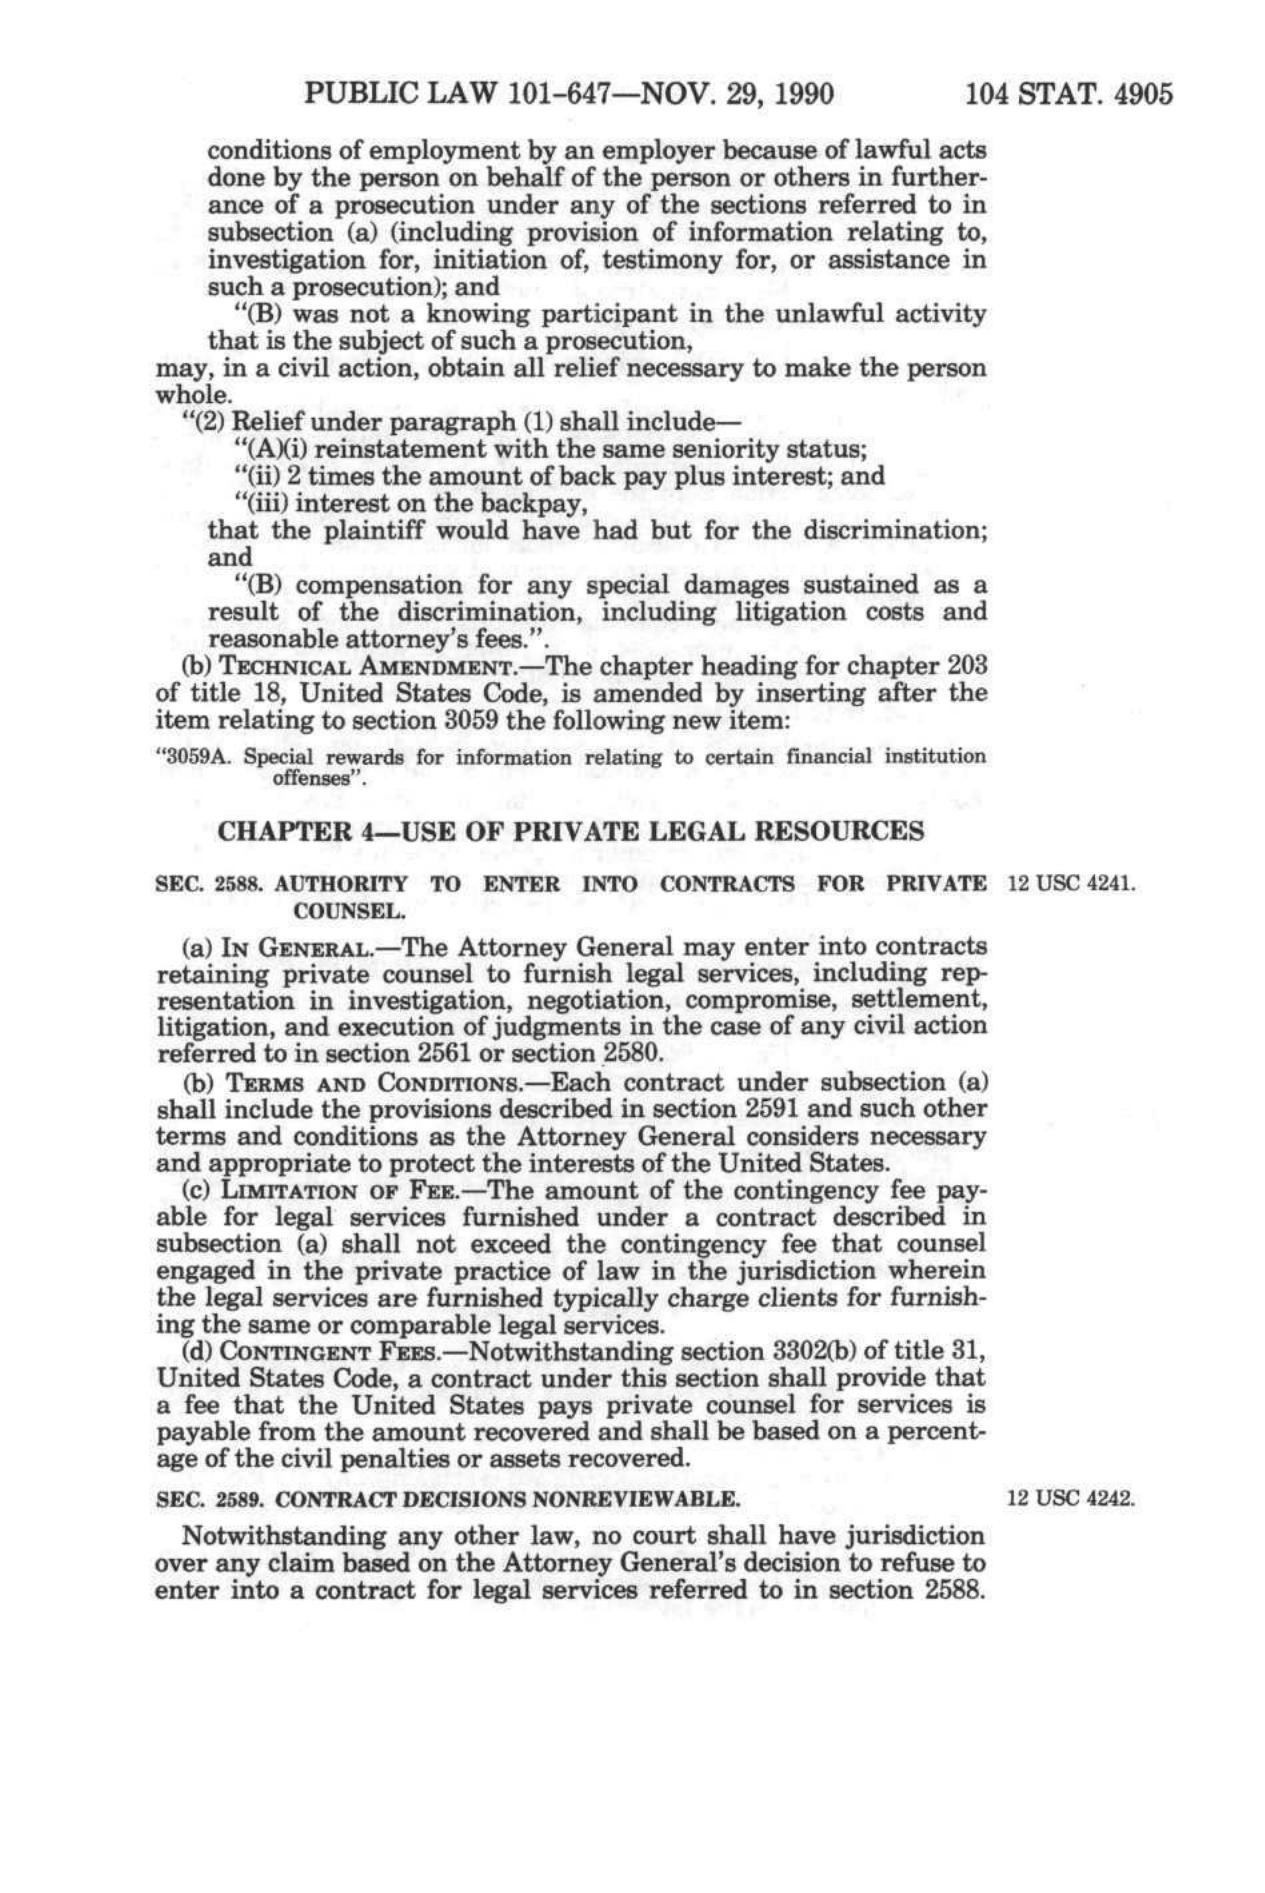 PUBLIC LAW 101–647—NOV. 29, 1990 104 STAT. 4905
conditions of employment by an employer because of lawful acts
done by the person on behalf of the person or others in further-
ance of a prosecution under any of the sections referred to in
subsection (a) (including provision of information relating to,
investigation for, initiation of, testimony for, or assistance in
such a prosecution); and
“(B) was not a knowing participant in the unlawful activity
that is the subject of such a prosecution,
may, in a civil action, obtain all relief necessary to make the person
whole.
“(2) Relief under paragraph (1) shall include—
“(A)(i) reinstatement with the same seniority status;
“(ii) 2 times the amount of back pay plus interest; and
“(iii) interest on the backpay,
that the plaintiff would have had but for the discrimination;
and
“(B) compensation for any special damages sustained as a
result of the discrimination, including litigation costs and
reasonable attorney's fees.”.
(b) TECHNICAL AMENDMENT.—The chapter heading for chapter 203
of title 18, United States Code, is amended by inserting after the
item relating to section 3059 the following new item:
“3059A. Special rewards for information relating to certain financial institution
offenses”.
CHAPTER 4—USE OF PRIVATE LEGAL RESOURCES
SEC. 2588. AUTHORITY TO ENTER INTO CONTRACTS FOR PRIVATE 12 USC 4241.
COUNSEL.
(a) IN GENERAL.—The Attorney General may enter into contracts
retaining private counsel to furnish legal services, including rep-
resentation in investigation, negotiation, compromise, settlement,
litigation, and execution of judgments in the case of any civil action
referred to in section 2561 or section 2580.
(b) TERMS AND CONDITIONS.—Each contract under subsection (a)
shall include the provisions described in section 2591 and such other
terms and conditions as the Attorney General considers necessary
and appropriate to protect the interests of the United States.
(c) LIMITATION OF FEE.—The amount of the contingency fee pay-
able for legal services furnished under a contract described in
subsection (a) shall not exceed the contingency fee that counsel
engaged in the private practice of law in the jurisdiction wherein
the legal services are furnished typically charge clients for furnish-
ing the same or comparable legal services.
(d) CONTINGENT FEES.—Notwithstanding section 3302(b) of title 31,
United States Code, a contract under this section shall provide that
a fee that the United States pays private counsel for services is
payable from the amount recovered and shall be based on a percent-
age of the civil penalties or assets recovered.
SEC. 2589. CONTRACT DECISIONS NONREVIEWABLE. 12 USC 4242.
Notwithstanding any other law, no court shall have jurisdiction
over any claim based on the Attorney General's decision to refuse to
enter into a contract for legal services referred to in section 2588.